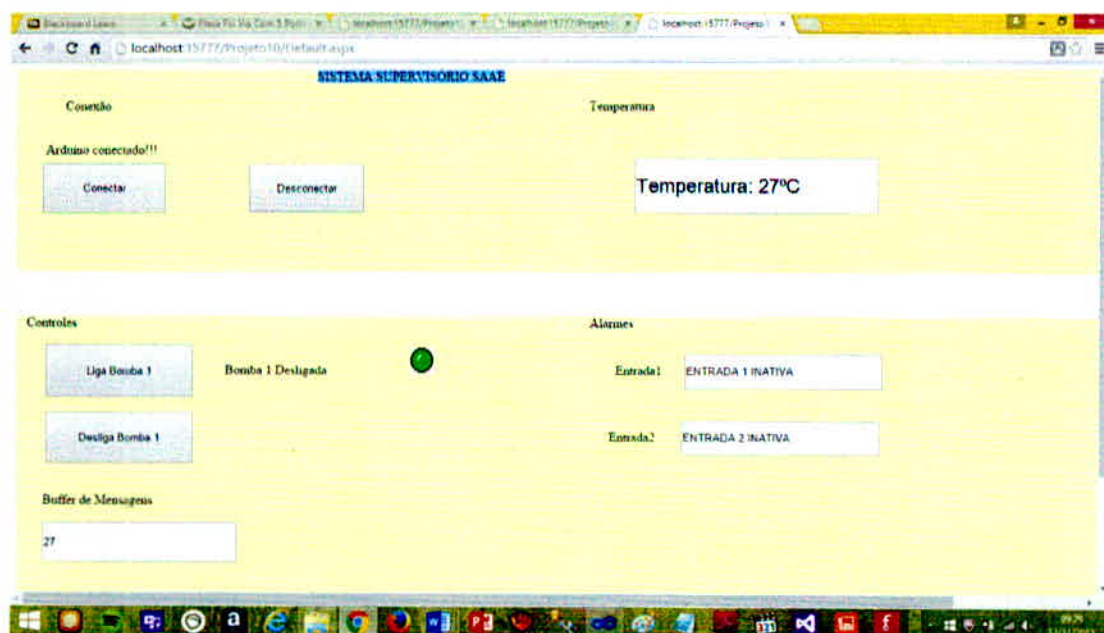 Blackboard Learn
localhost:15777/Projeto10/Default.aspx
SISTEMA SUPERVISÓRIO SAAE
Conexão
Temperatura
Arduino conectado!!!
Conectar
Desconectar
Temperatura: 27ºC
Controles
Alarmes
Liga Bomba 1
Bomba 1 Desligada
Entrada1
ENTRADA 1 INATIVA
Desliga Bomba 1
Entrada2
ENTRADA 2 INATIVA
Buffer de Mensagens
27